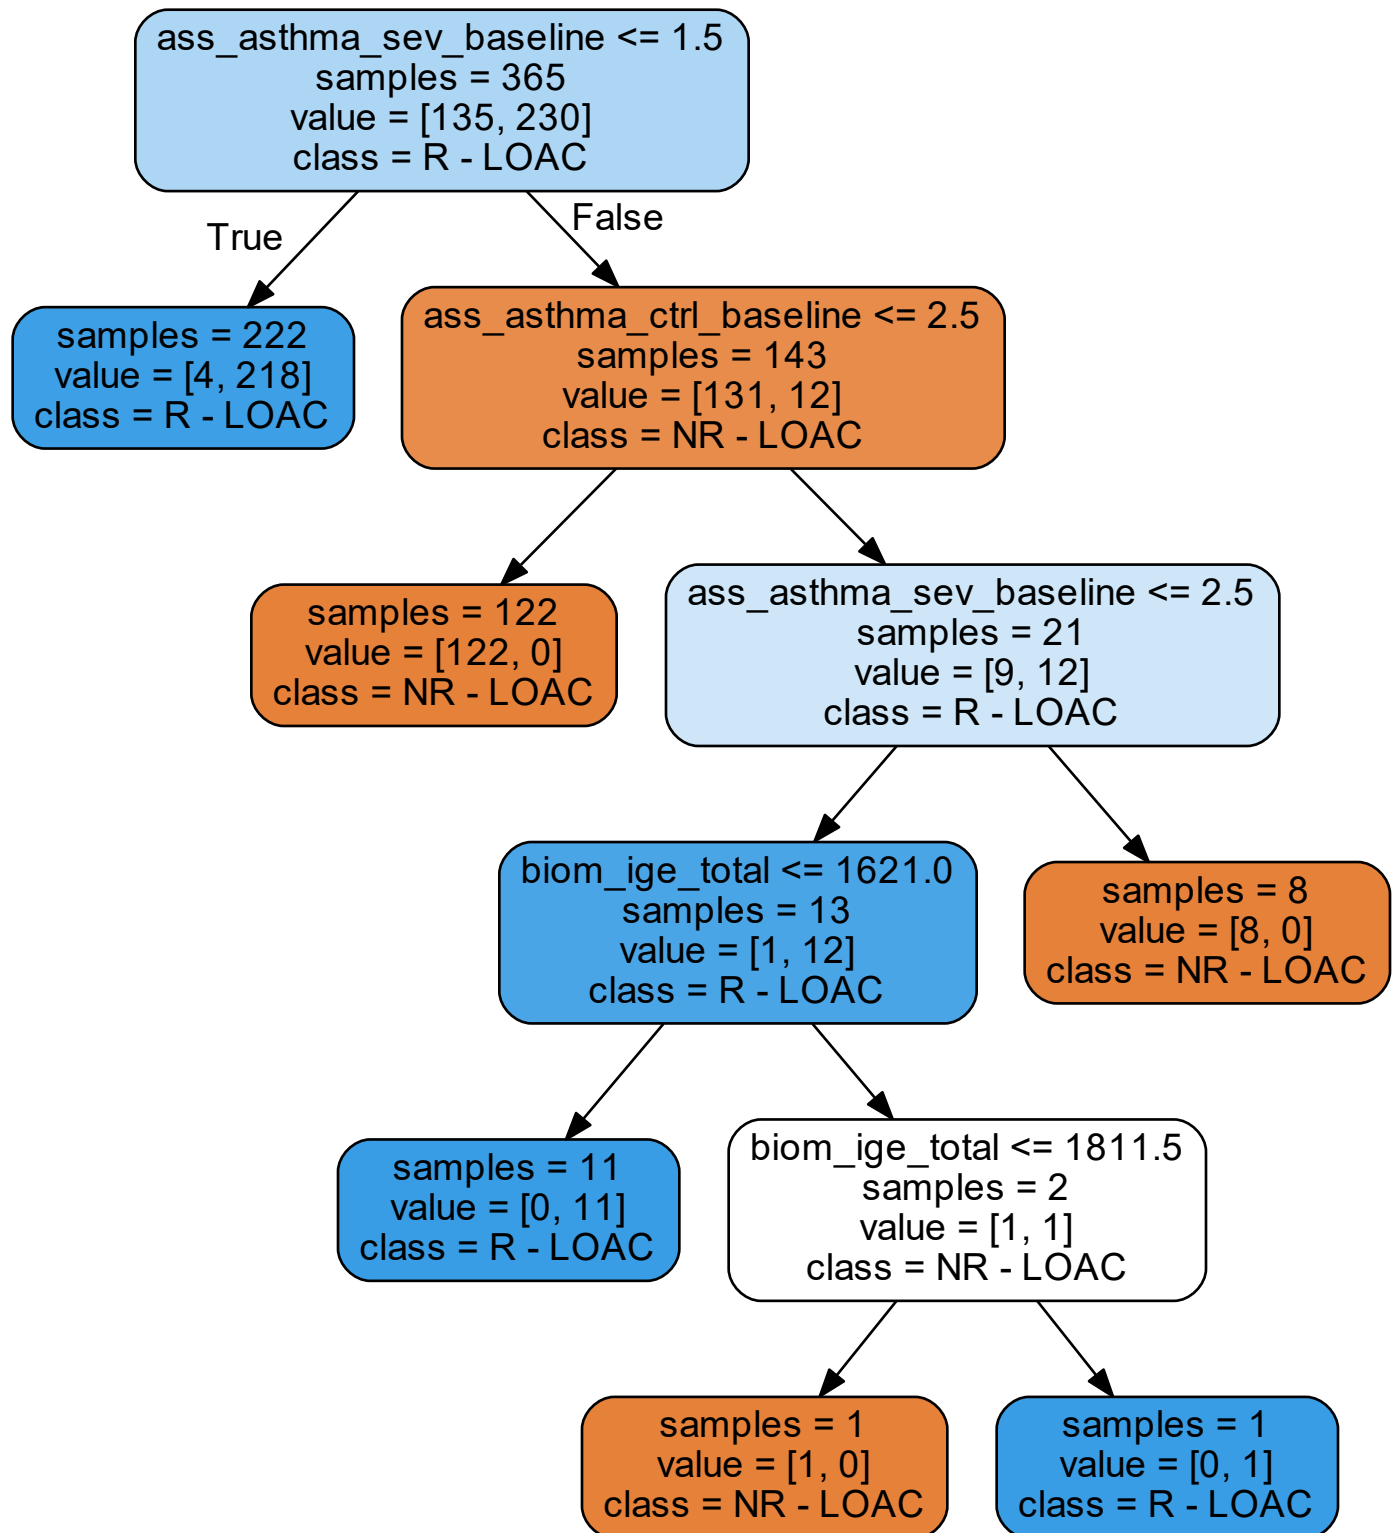 ass_asthma_sev_baseline <= 1.5
samples = 365
value = [135, 230]
class = R - LOAC
True
False
samples = 222
value = [4, 218]
class = R - LOAC
ass_asthma_ctrl_baseline <= 2.5
samples = 143
value = [131, 12]
class = NR - LOAC
samples = 122
value = [122, 0]
class = NR - LOAC
ass_asthma_sev_baseline <= 2.5
samples = 21
value = [9, 12]
class = R - LOAC
biom_ige_total <= 1621.0
samples = 13
value = [1, 12]
class = R - LOAC
samples = 8
value = [8, 0]
class = NR - LOAC
samples = 11
value = [0, 11]
class = R - LOAC
biom_ige_total <= 1811.5
samples = 2
value = [1, 1]
class = NR - LOAC
samples = 1
value = [1, 0]
class = NR - LOAC
samples = 1
value = [0, 1]
class = R - LOAC